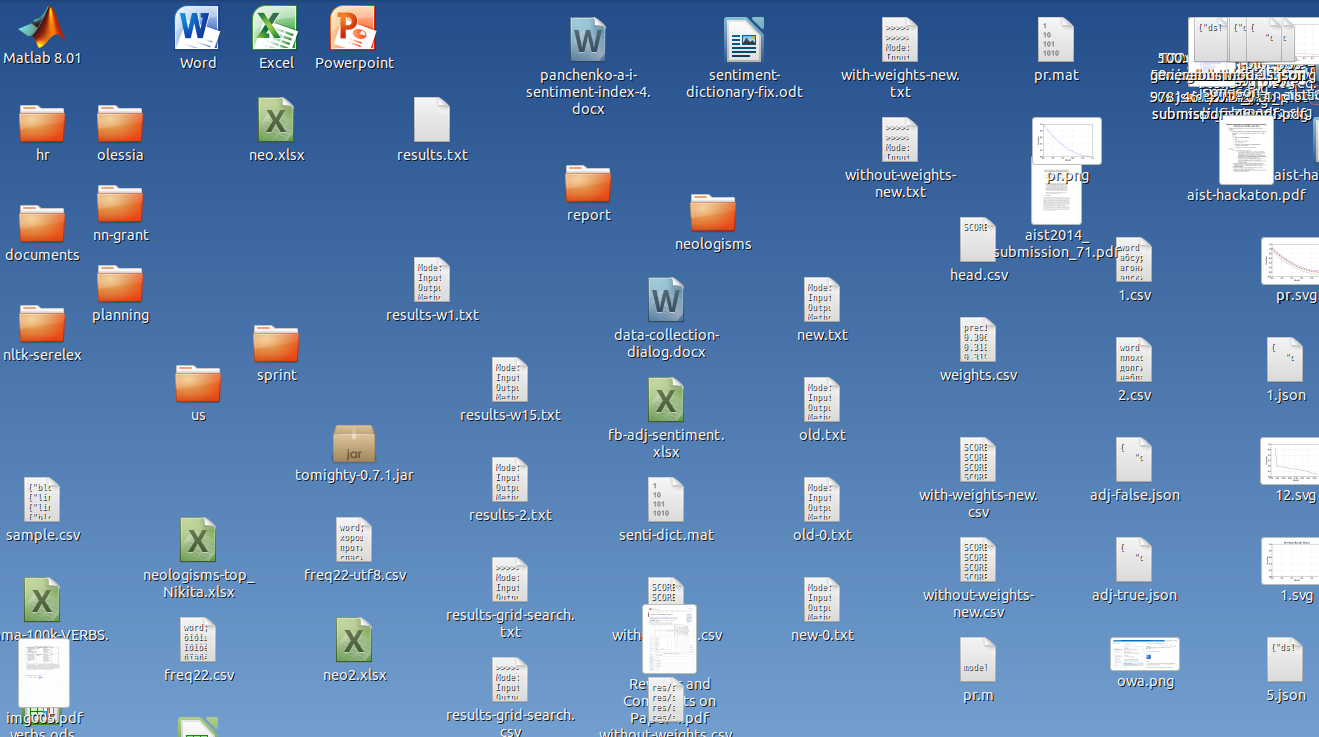 Matlab 8.01
Word
Excel
Powerpoint
panchenko-a-i-
sentiment-index-4.
docx
sentiment-
dictionary-fix.odt
with-weights-new.
txt
pr.mat
hr
olessia
neo.xlsx
results.txt
without-weights-
new.txt
pr.png
aist-hackaton.pdf
documents
nn-grant
report
neologisms
head.csv
aist2014_
submission_71.pdf
1.csv
pr.svg
nltk-serelex
planning
results-w1.txt
data-collection-
dialog.docx
new.txt
weights.csv
2.csv
1.json
us
sprint
results-w15.txt
fb-adj-sentiment.
xlsx
old.txt
tomighty-0.7.1.jar
with-weights-new.
csv
adj-false.json
12.svg
sample.csv
results-2.txt
senti-dict.mat
old-0.txt
neologisms-top_
Nikita.xlsx
freq22-utf8.csv
results-grid-search.
txt
without-weights-
new.csv
adj-true.json
1.svg
ma-100k-VERBS.
freq22.csv
neo2.xlsx
new-0.txt
pr.m
owa.png
5.json
img005.pdf
verbs.ods
results-grid-search.
csv
without-weights.csv